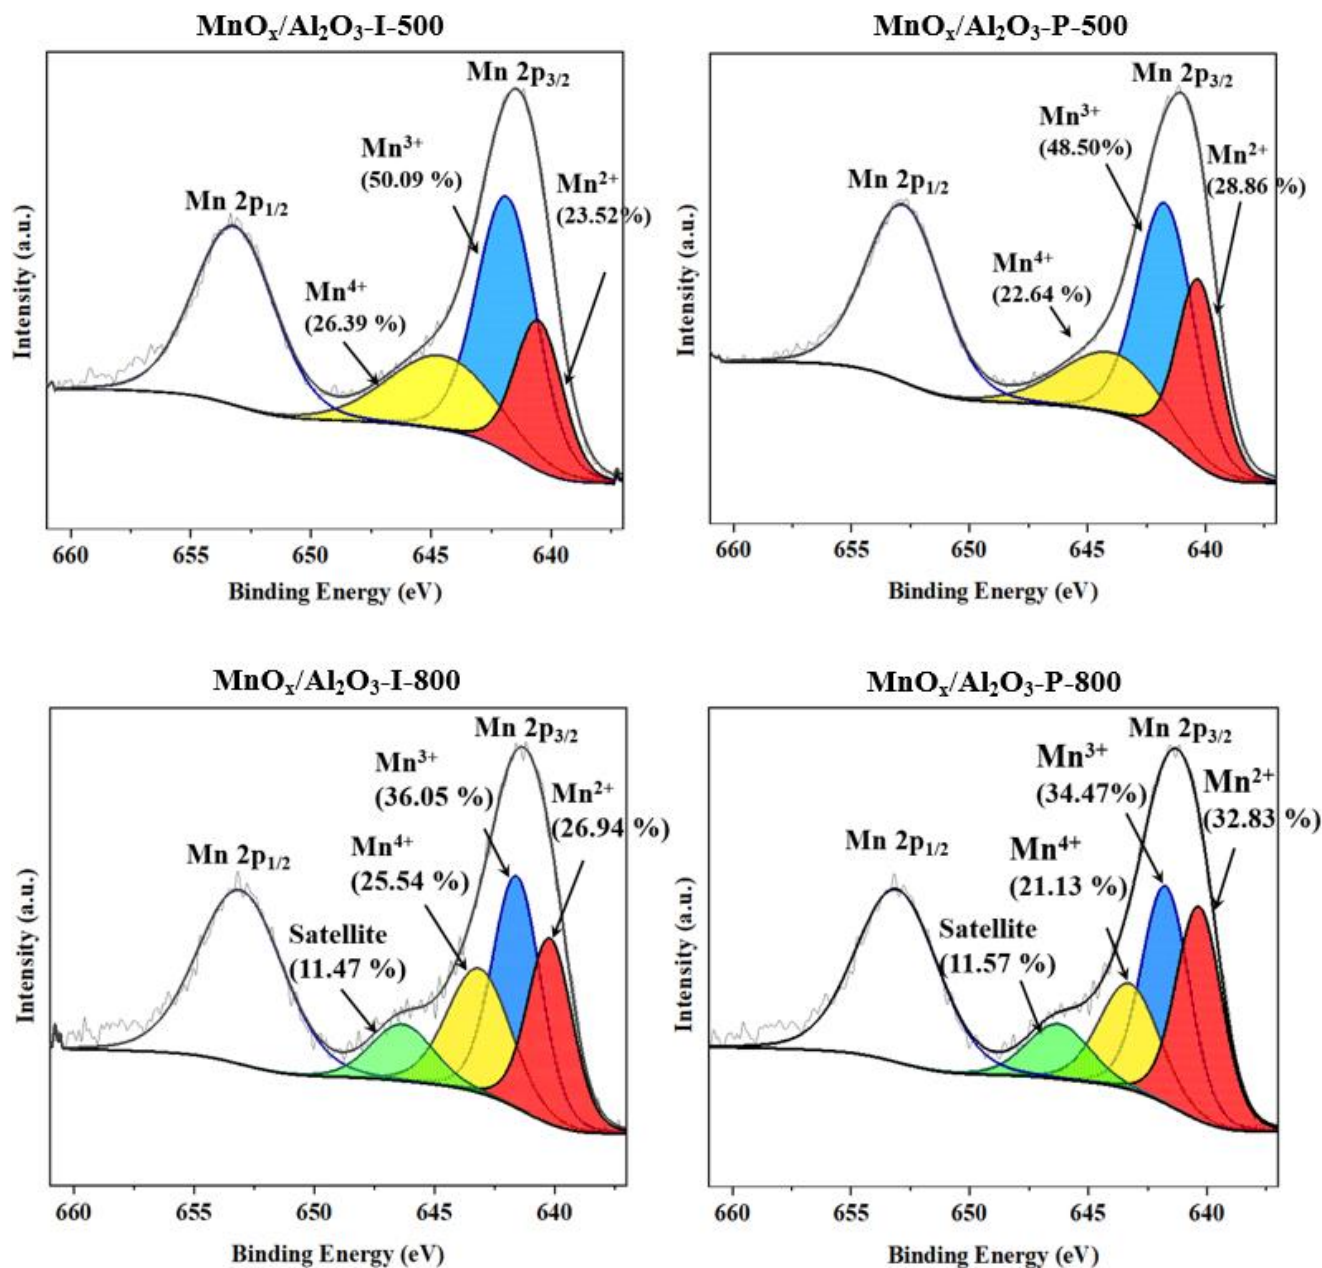 MnOₓ/Al₂O₃-I-500
Mn 2p₃/₂
Mn³⁺
(50.09 %)
Mn²⁺
(23.52%)
Mn 2p₁/₂
Mn⁴⁺
(26.39 %)
Intensity (a.u.)
660 655 650 645 640
Binding Energy (eV)
MnOₓ/Al₂O₃-P-500
Mn 2p₃/₂
Mn³⁺
(48.50%)
Mn²⁺
(28.86 %)
Mn 2p₁/₂
Mn⁴⁺
(22.64 %)
Intensity (a.u.)
660 655 650 645 640
Binding Energy (eV)
MnOₓ/Al₂O₃-I-800
Mn 2p₃/₂
Mn³⁺
(36.05 %)
Mn²⁺
(26.94 %)
Mn 2p₁/₂
Mn⁴⁺
(25.54 %)
Satellite
(11.47 %)
Intensity (a.u.)
660 655 650 645 640
Binding Energy (eV)
MnOₓ/Al₂O₃-P-800
Mn 2p₃/₂
Mn³⁺
(34.47%)
Mn²⁺
(32.83 %)
Mn 2p₁/₂
Mn⁴⁺
(21.13 %)
Satellite
(11.57 %)
Intensity (a.u.)
660 655 650 645 640
Binding Energy (eV)